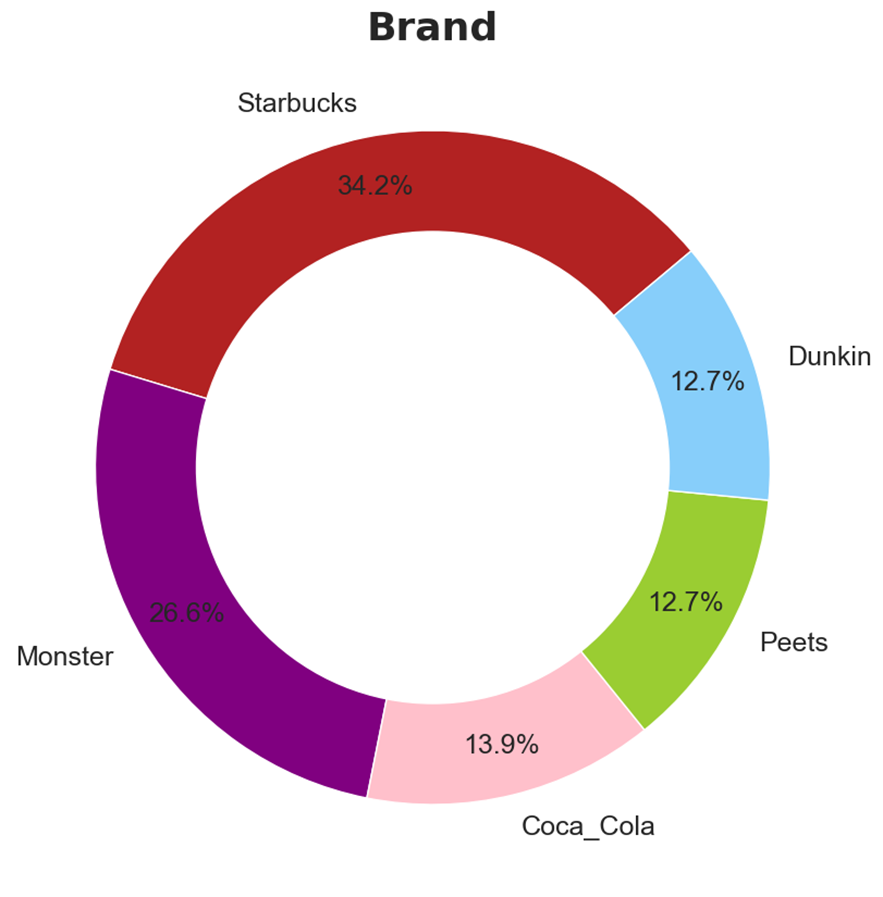 Brand
Starbucks
34.2%
Dunkin
12.7%
26.6%
12.7%
Monster
Peets
13.9%
Coca_Cola